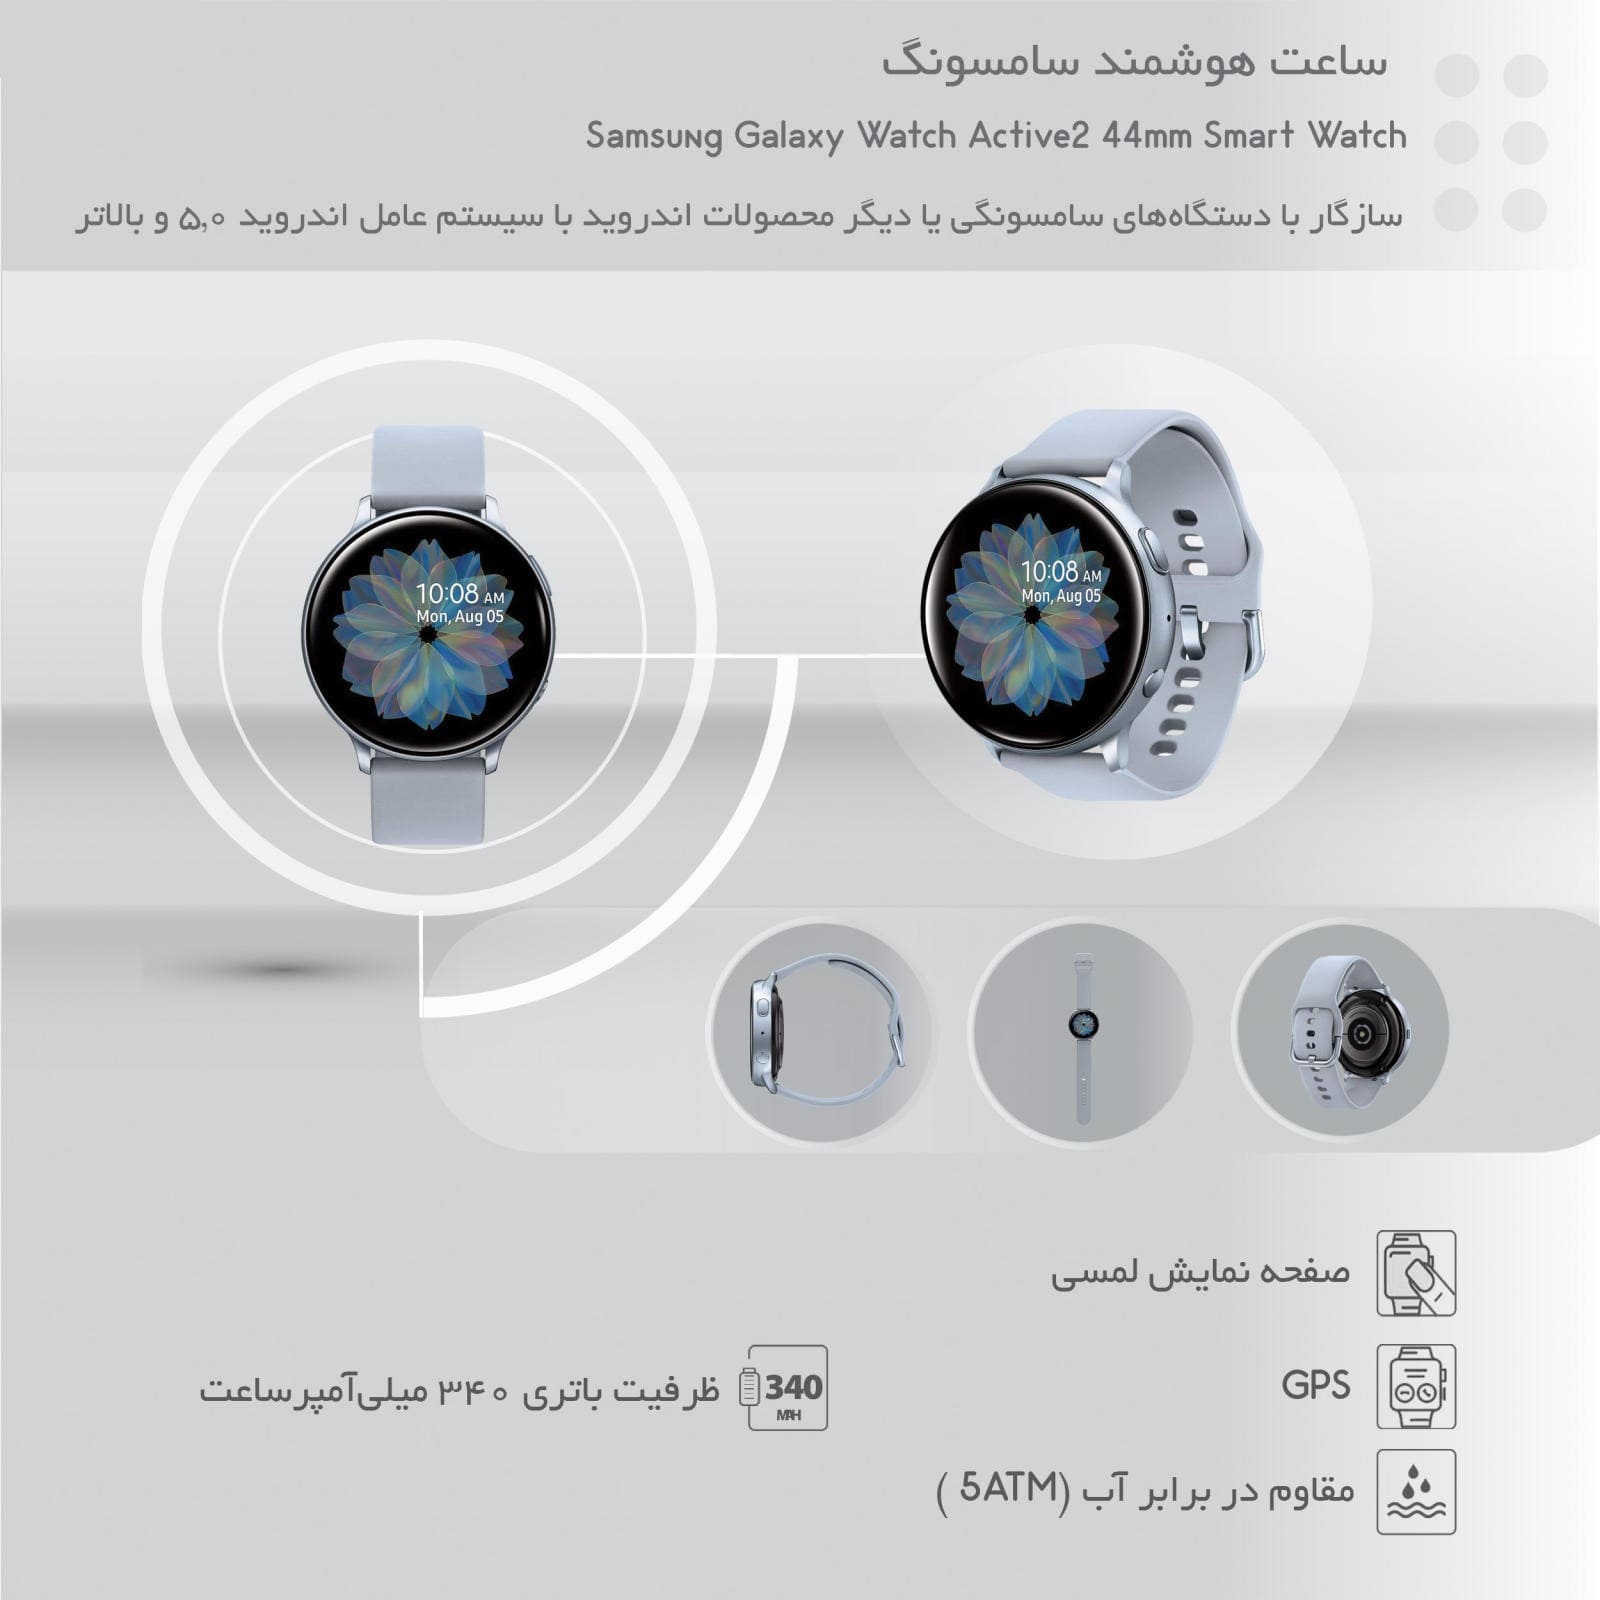 ساعت هوشمند سامسونگ
Samsung Galaxy Watch Active2 44mm Smart Watch
سازگار با دستگاه‌های سامسونگی یا دیگر محصولات اندروید با سیستم عامل اندروید ۵,۰ و بالاتر
10:08 AM
Mon, Aug 05
10:08 AM
Mon, Aug 05
صفحه نمایش لمسی
GPS
340
MAH
ظرفیت باتری ۳۴۰ میلی‌آمپرساعت
مقاوم در برابر آب (5ATM )